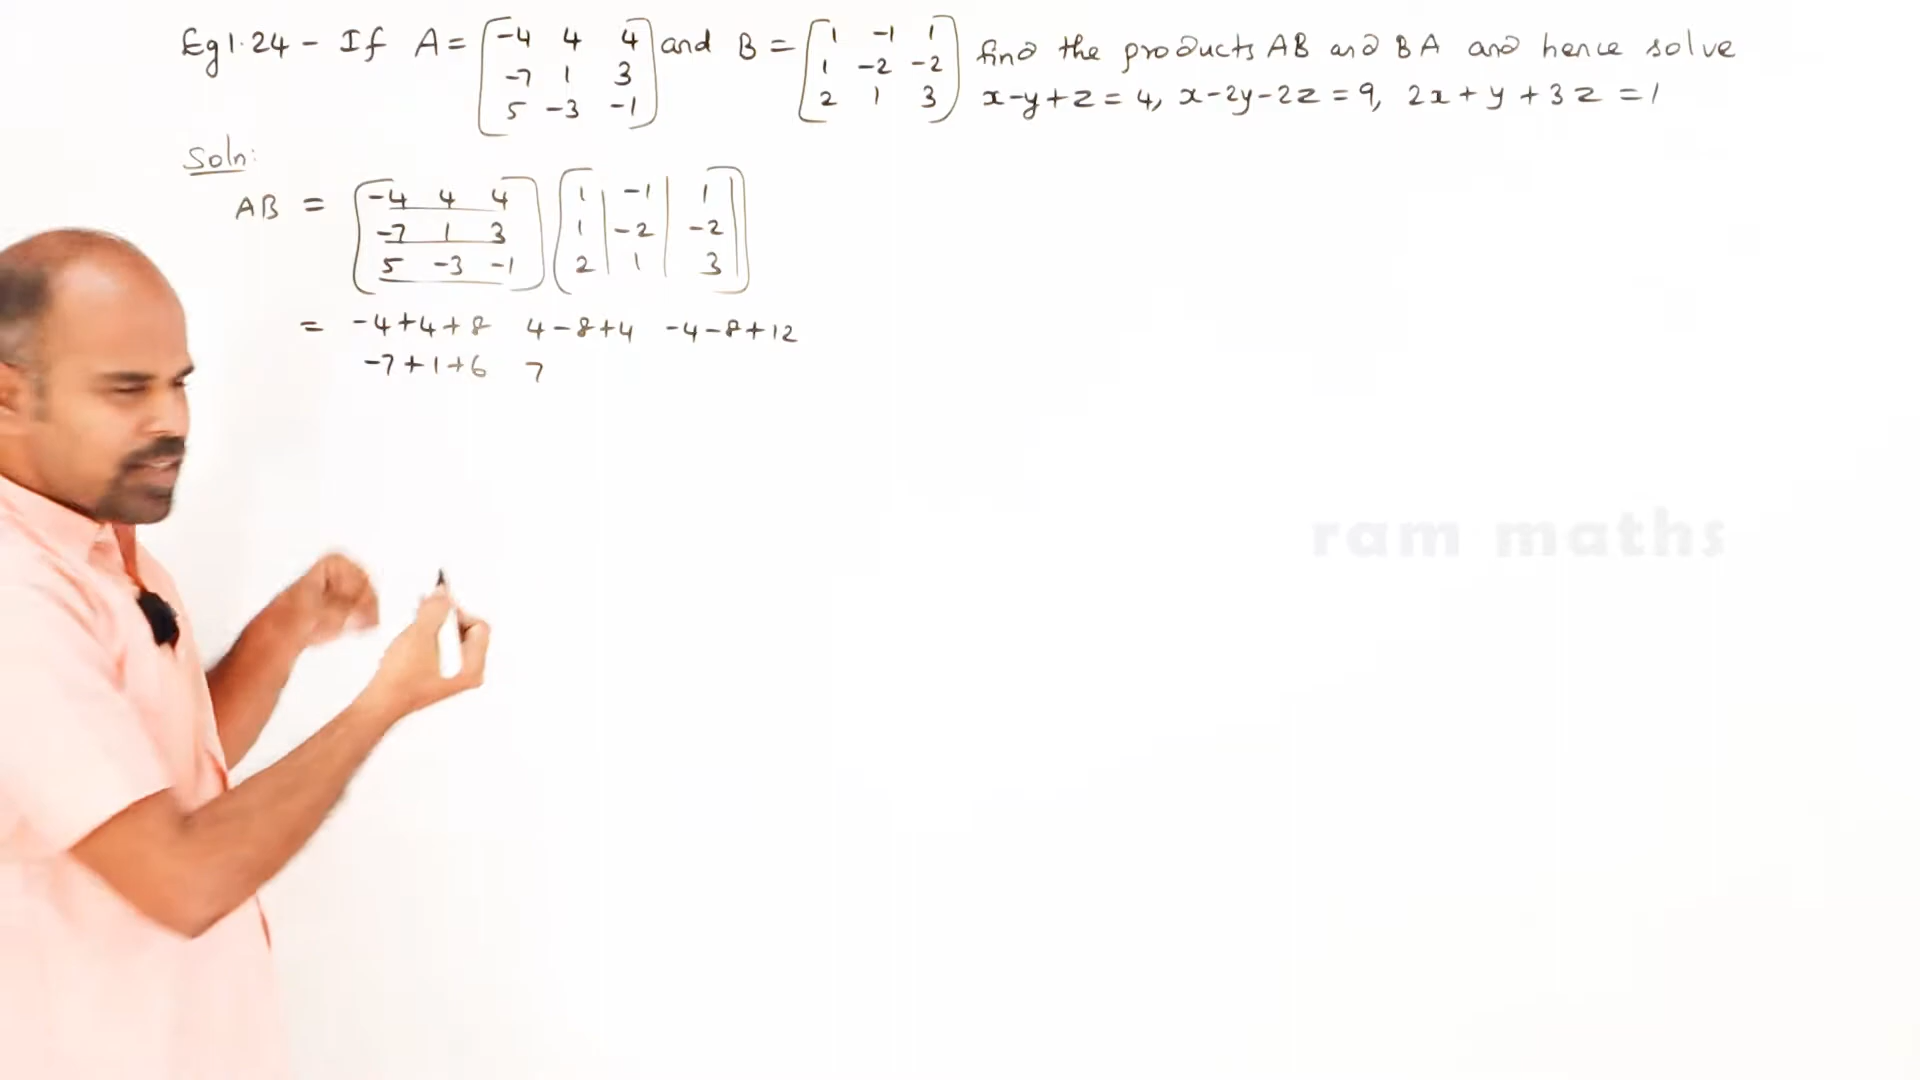 Eg 1.24 - If A = [-4 4 4 and B = [1 -1 1 find the products AB and BA and hence solve
-7 1 3 1 -2 -2
5 -3 -1] 2 1 3] x-y+z = 4, x-2y-2z = 9, 2x+y+3z = 1
Soln:
AB = [-4 4 4 [1 -1 1
-7 1 3 1 -2 -2
5 -3 -1] 2 1 3]
= -4+4+8 4-8+4 -4-8+12
-7+1+6 7
ram maths